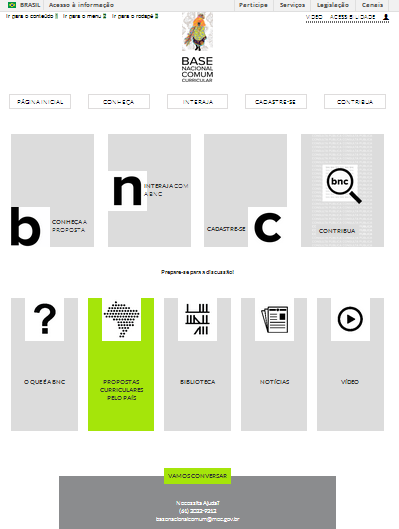 BRASIL Acesso à informação Participe Serviços Legislação Canais
Ir para o conteúdo 1 Ir para o menu 2 Ir para o rodapé 3 VÍDEO ACESSIBILIDADE
BASE
NACIONAL
COMUM
CURRICULAR
PÁGINA INICIAL CONHEÇA INTERAJA CADASTRE-SE CONTRIBUA
b CONHEÇA A
PROPOSTA
n INTERAJA COM
A BNC
CADASTRE-SE c
bnc
CONTRIBUA
Prepare-se para a discussão!
?
O QUE É A BNC
PROPOSTAS
CURRICULARES
PELO PAÍS
BIBLIOTECA
NOTÍCIAS
VÍDEO
VAMOS CONVERSAR
Necessita Ajuda?
basenacionalcomum@mec.gov.br